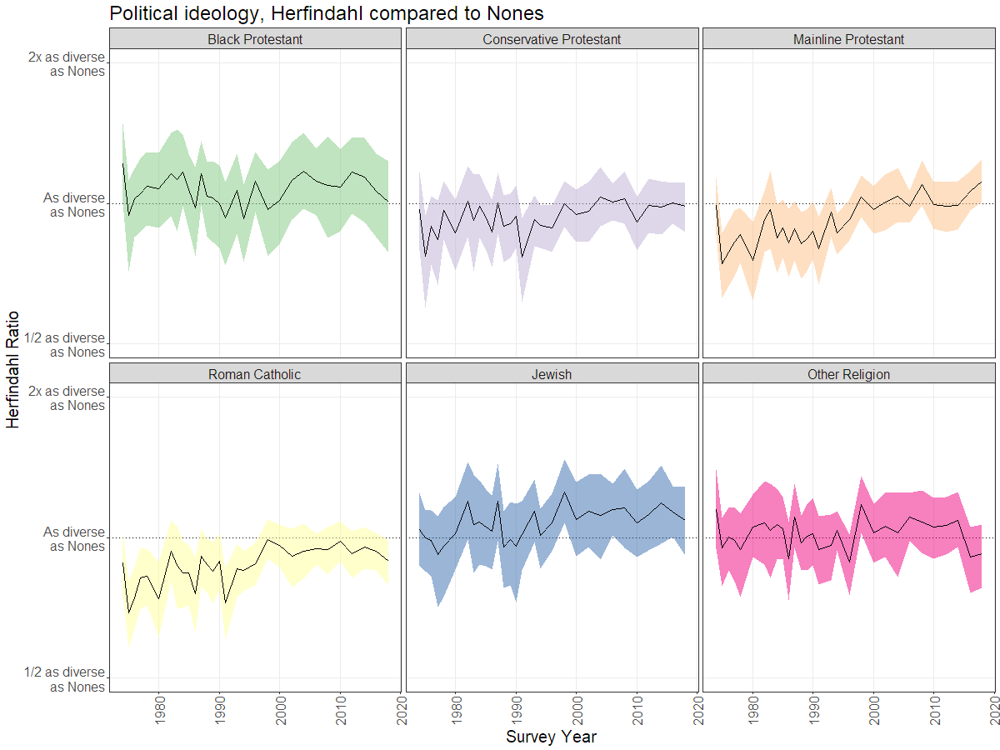 Political ideology, Herfindahl compared to Nones
Black Protestant
Conservative Protestant
Mainline Protestant
2x as diverse
as Nones
As diverse
as Nones
1/2 as diverse
as Nones
Roman Catholic
Jewish
Other Religion
2x as diverse
as Nones
As diverse
as Nones
1/2 as diverse
as Nones
Herfindahl Ratio
1980
1990
2000
2010
2020
1980
1990
2000
2010
2020
1980
1990
2000
2010
2020
Survey Year